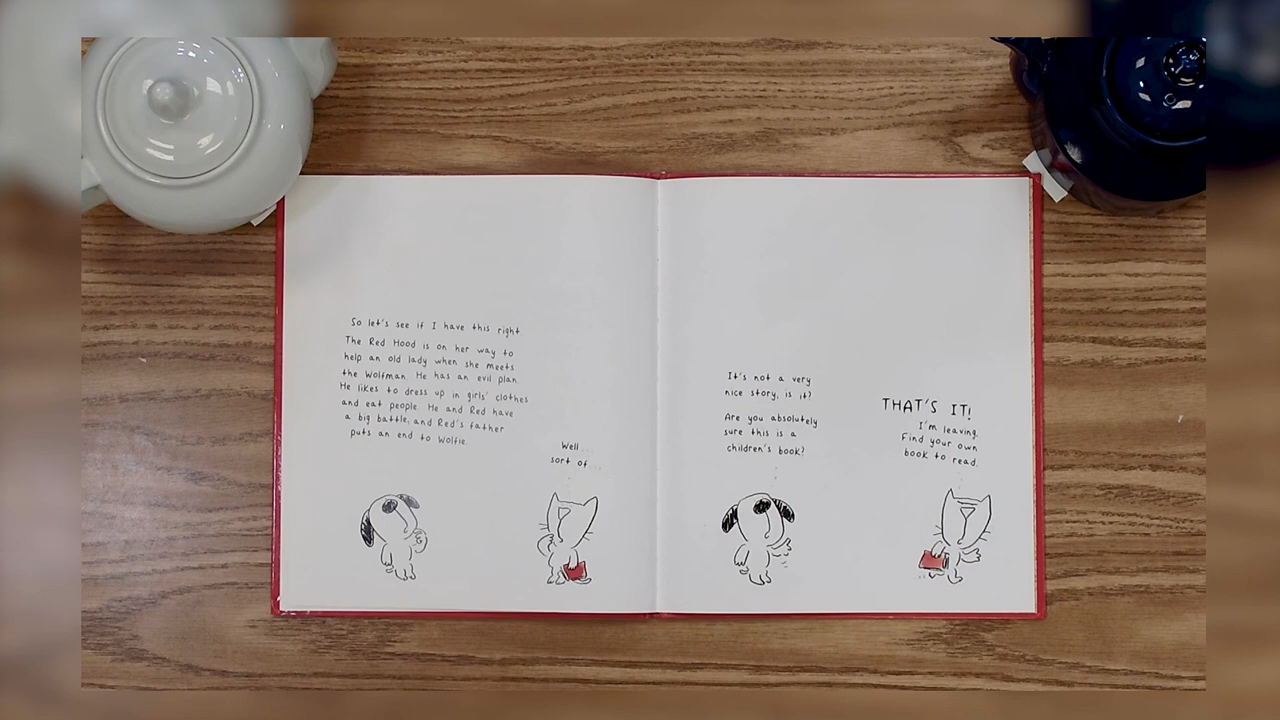 So let's see if I have this right
The Red Hood is on her way to
help an old lady when she meets
the Wolfman. He has an evil plan.
He likes to dress up in girls' clothes
and eat people. He and Red have
a big battle, and Red's father
puts an end to Wolfie.
Well...
sort of...
It's not a very
nice story, is it?
Are you absolutely
sure this is a
children's book?
THAT'S IT!
I'm leaving.
Find your own
book to read.